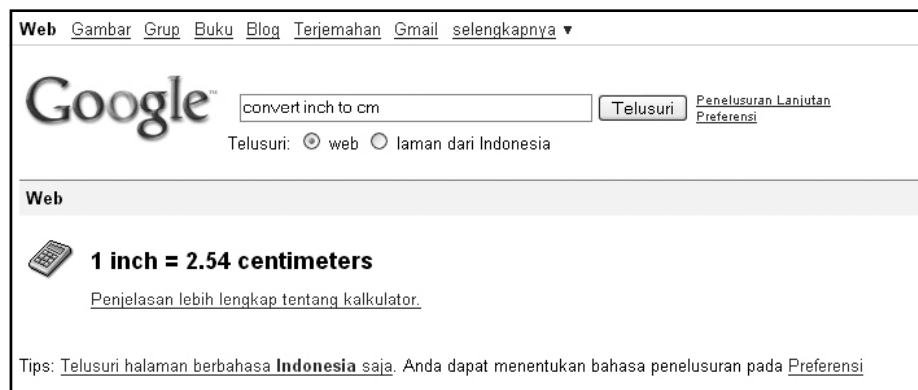 Web Gambar Grup Buku Blog Terjemahan Gmail selengkapnya ▼
Google™ convert inch to cm Telusuri Penelusuran Lanjutan
Preferensi
Telusuri: web laman dari Indonesia
Web
1 inch = 2.54 centimeters
Penjelasan lebih lengkap tentang kalkulator.
Tips: Telusuri halaman berbahasa Indonesia saja. Anda dapat menentukan bahasa penelusuran pada Preferensi